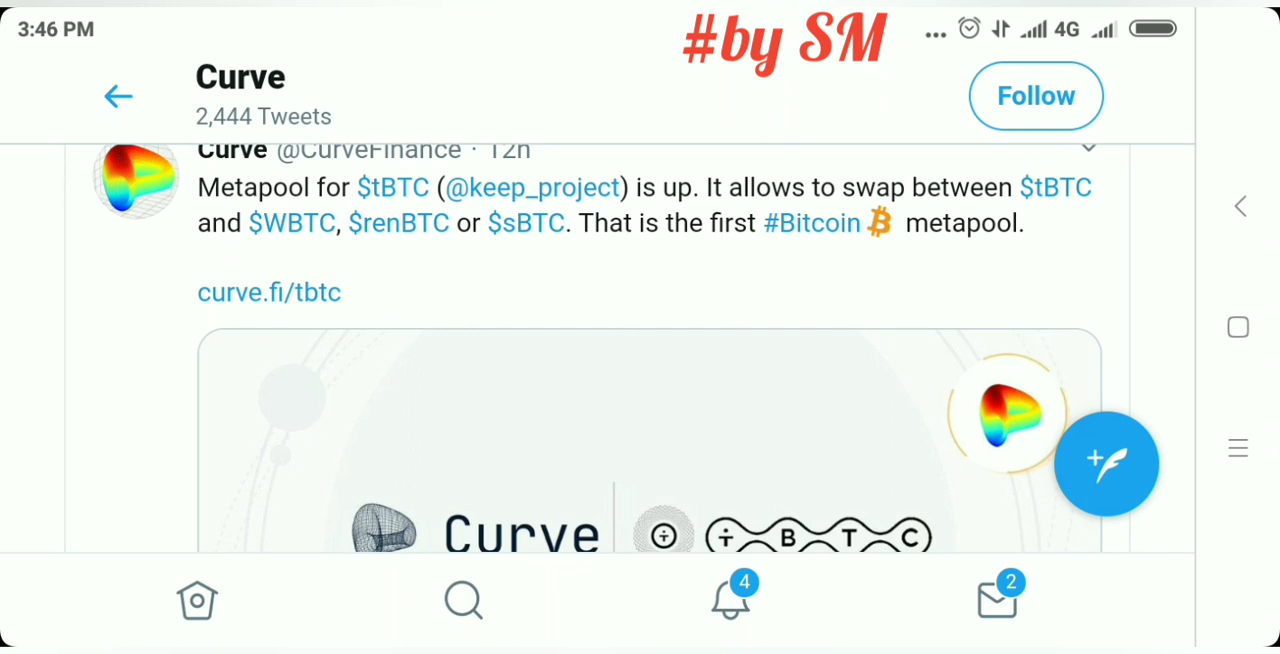 3:46 PM
#by SM
... 4G
Curve
2,444 Tweets
Follow
Curve @CurveFinance · 12h
Metapool for $tBTC (@keep_project) is up. It allows to swap between $tBTC
and $WBTC, $renBTC or $sBTC. That is the first #Bitcoin metapool.
curve.fi/tbtc
Curve
BTC
4
2